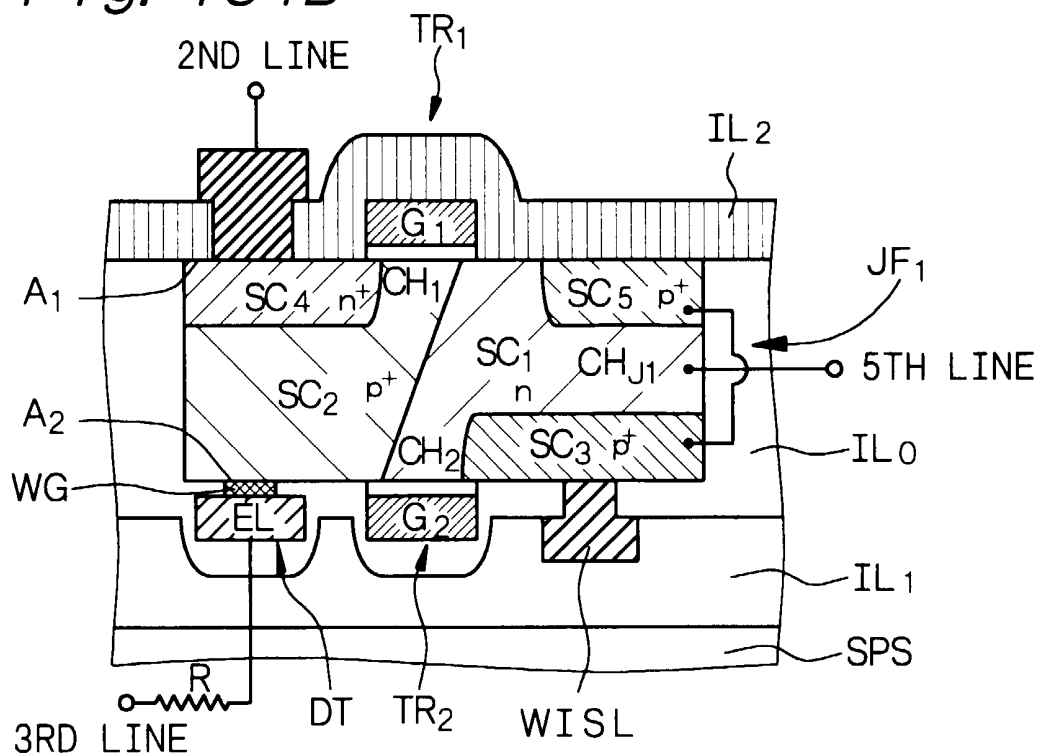 TR1
2ND LINE
IL2
G1
A1
SC4 n+
CH1
SC5 p+
JF1
SC1
n
CHJ1
5TH LINE
SC2 p+
A2
CH2
SC3 p+
IL0
WG
EL
G2
IL1
SPS
R
3RD LINE
DT
TR2
WISL